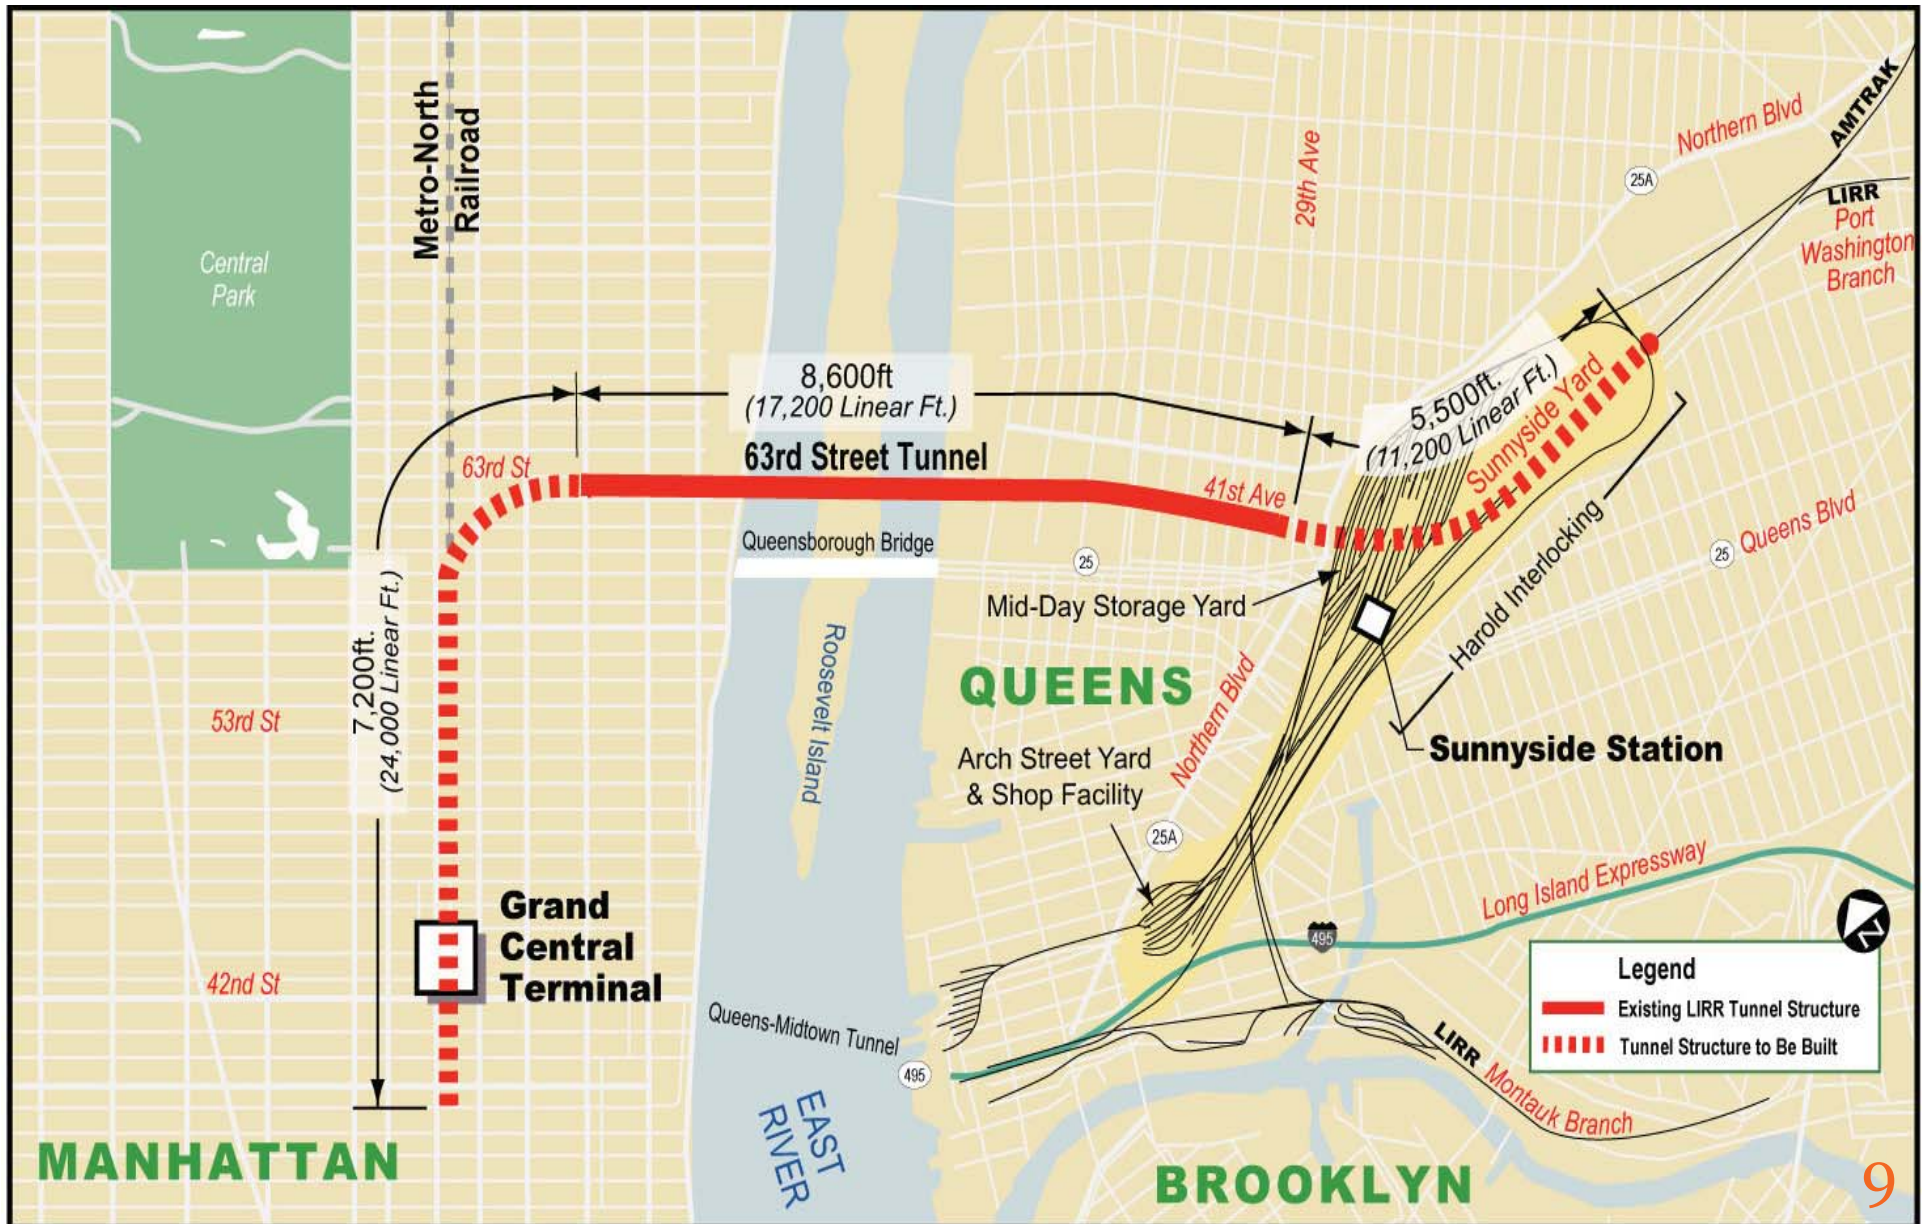 Metro-North
Railroad
AMTRAK
Northern Blvd
29th Ave
25A
LIRR
Port
Washington
Branch
Central
Park
8,600ft
(17,200 Linear Ft.)
5,500ft.
(11,200 Linear Ft.)
Sunnyside Yard
63rd St
63rd Street Tunnel
41st Ave
Queensborough Bridge
25
Harold Interlocking
25
Queens Blvd
Mid-Day Storage Yard
7,200ft.
(24,000 Linear Ft.)
Roosevelt Island
QUEENS
Northern Blvd
53rd St
Sunnyside Station
Arch Street Yard
& Shop Facility
25A
Long Island Expressway
Grand
Central
Terminal
495
N
42nd St
Legend
Existing LIRR Tunnel Structure
Tunnel Structure to Be Built
Queens-Midtown Tunnel
495
LIRR
Montauk Branch
EAST
RIVER
MANHATTAN
BROOKLYN
9